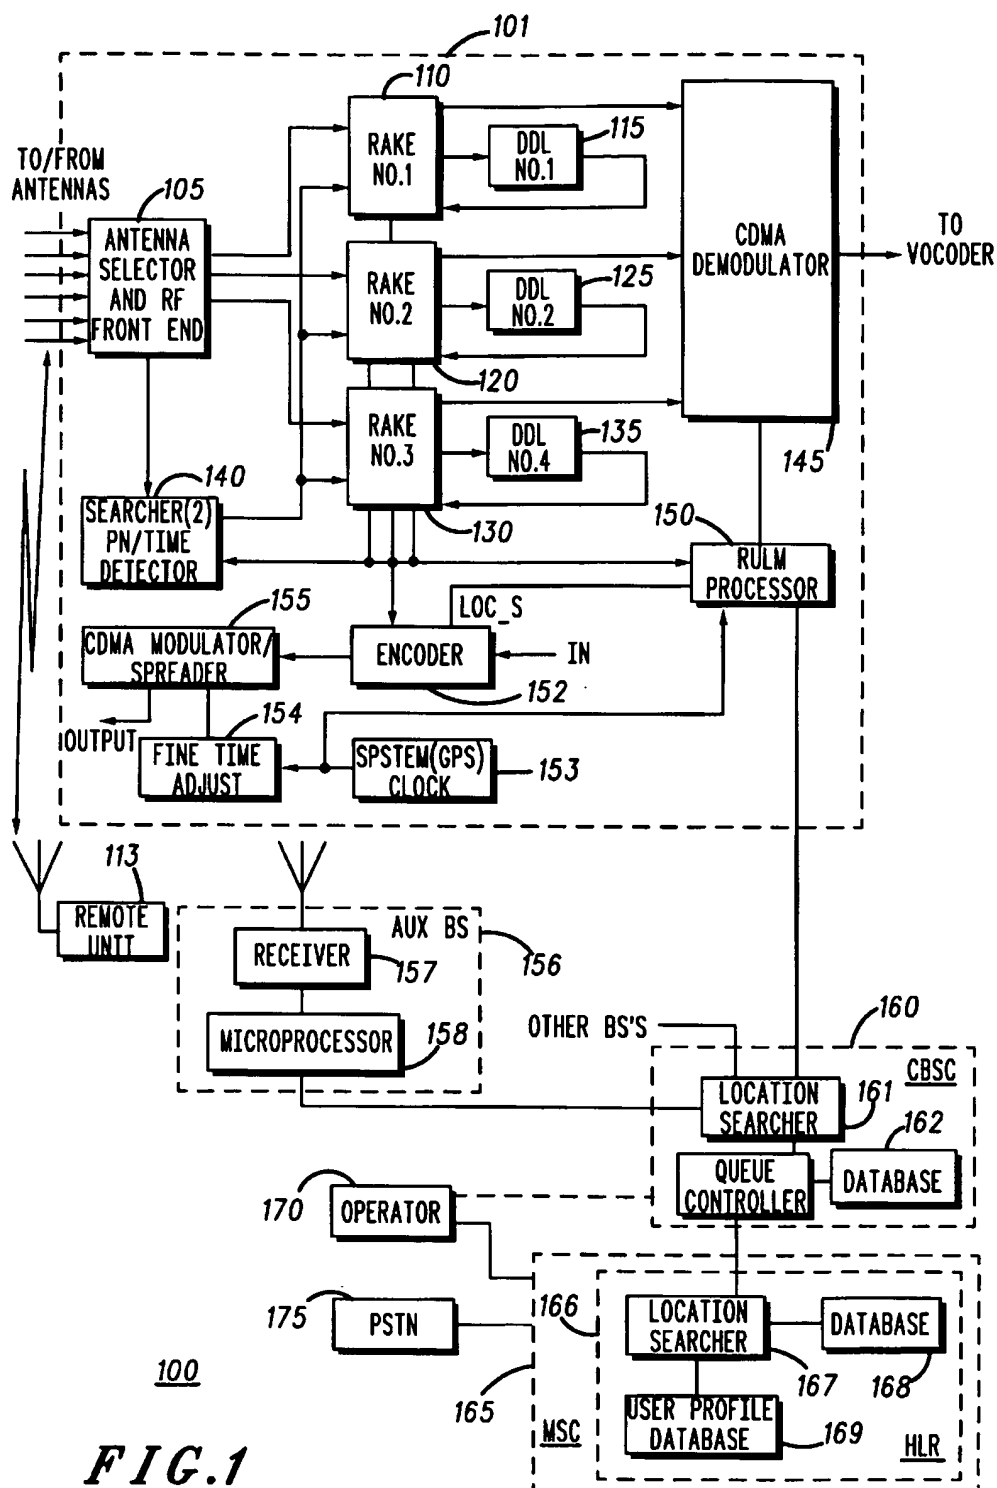 101
110
RAKE
NO.1
DDL
NO.1
115
TO/FROM
ANTENNAS
105
ANTENNA
SELECTOR
AND RF
FRONT END
CDMA
DEMODULATOR
TO
VOCODER
RAKE
NO.2
DDL
NO.2
125
120
RAKE
NO.3
DDL
NO.4
135
145
140
SEARCHER(2)
PN/TIME
DETECTOR
130
150
RULM
PROCESSOR
155
LOC_S
CDMA MODULATOR/
SPREADER
ENCODER
IN
152
OUTPUT
154
FINE TIME
ADJUST
SPSTEM(GPS)
CLOCK
153
113
REMOTE
UNTI
AUX BS
RECEIVER
157
156
MICROPROCESSOR
158
OTHER BS'S
160
CBSC
LOCATION
SEARCHER
161
162
QUEUE
CONTROLLER
DATABASE
170
OPERATOR
175
PSTN
166
LOCATION
SEARCHER
DATABASE
167
168
100
165
MSC
USER PROFILE
DATABASE
169
HLR
FIG.1